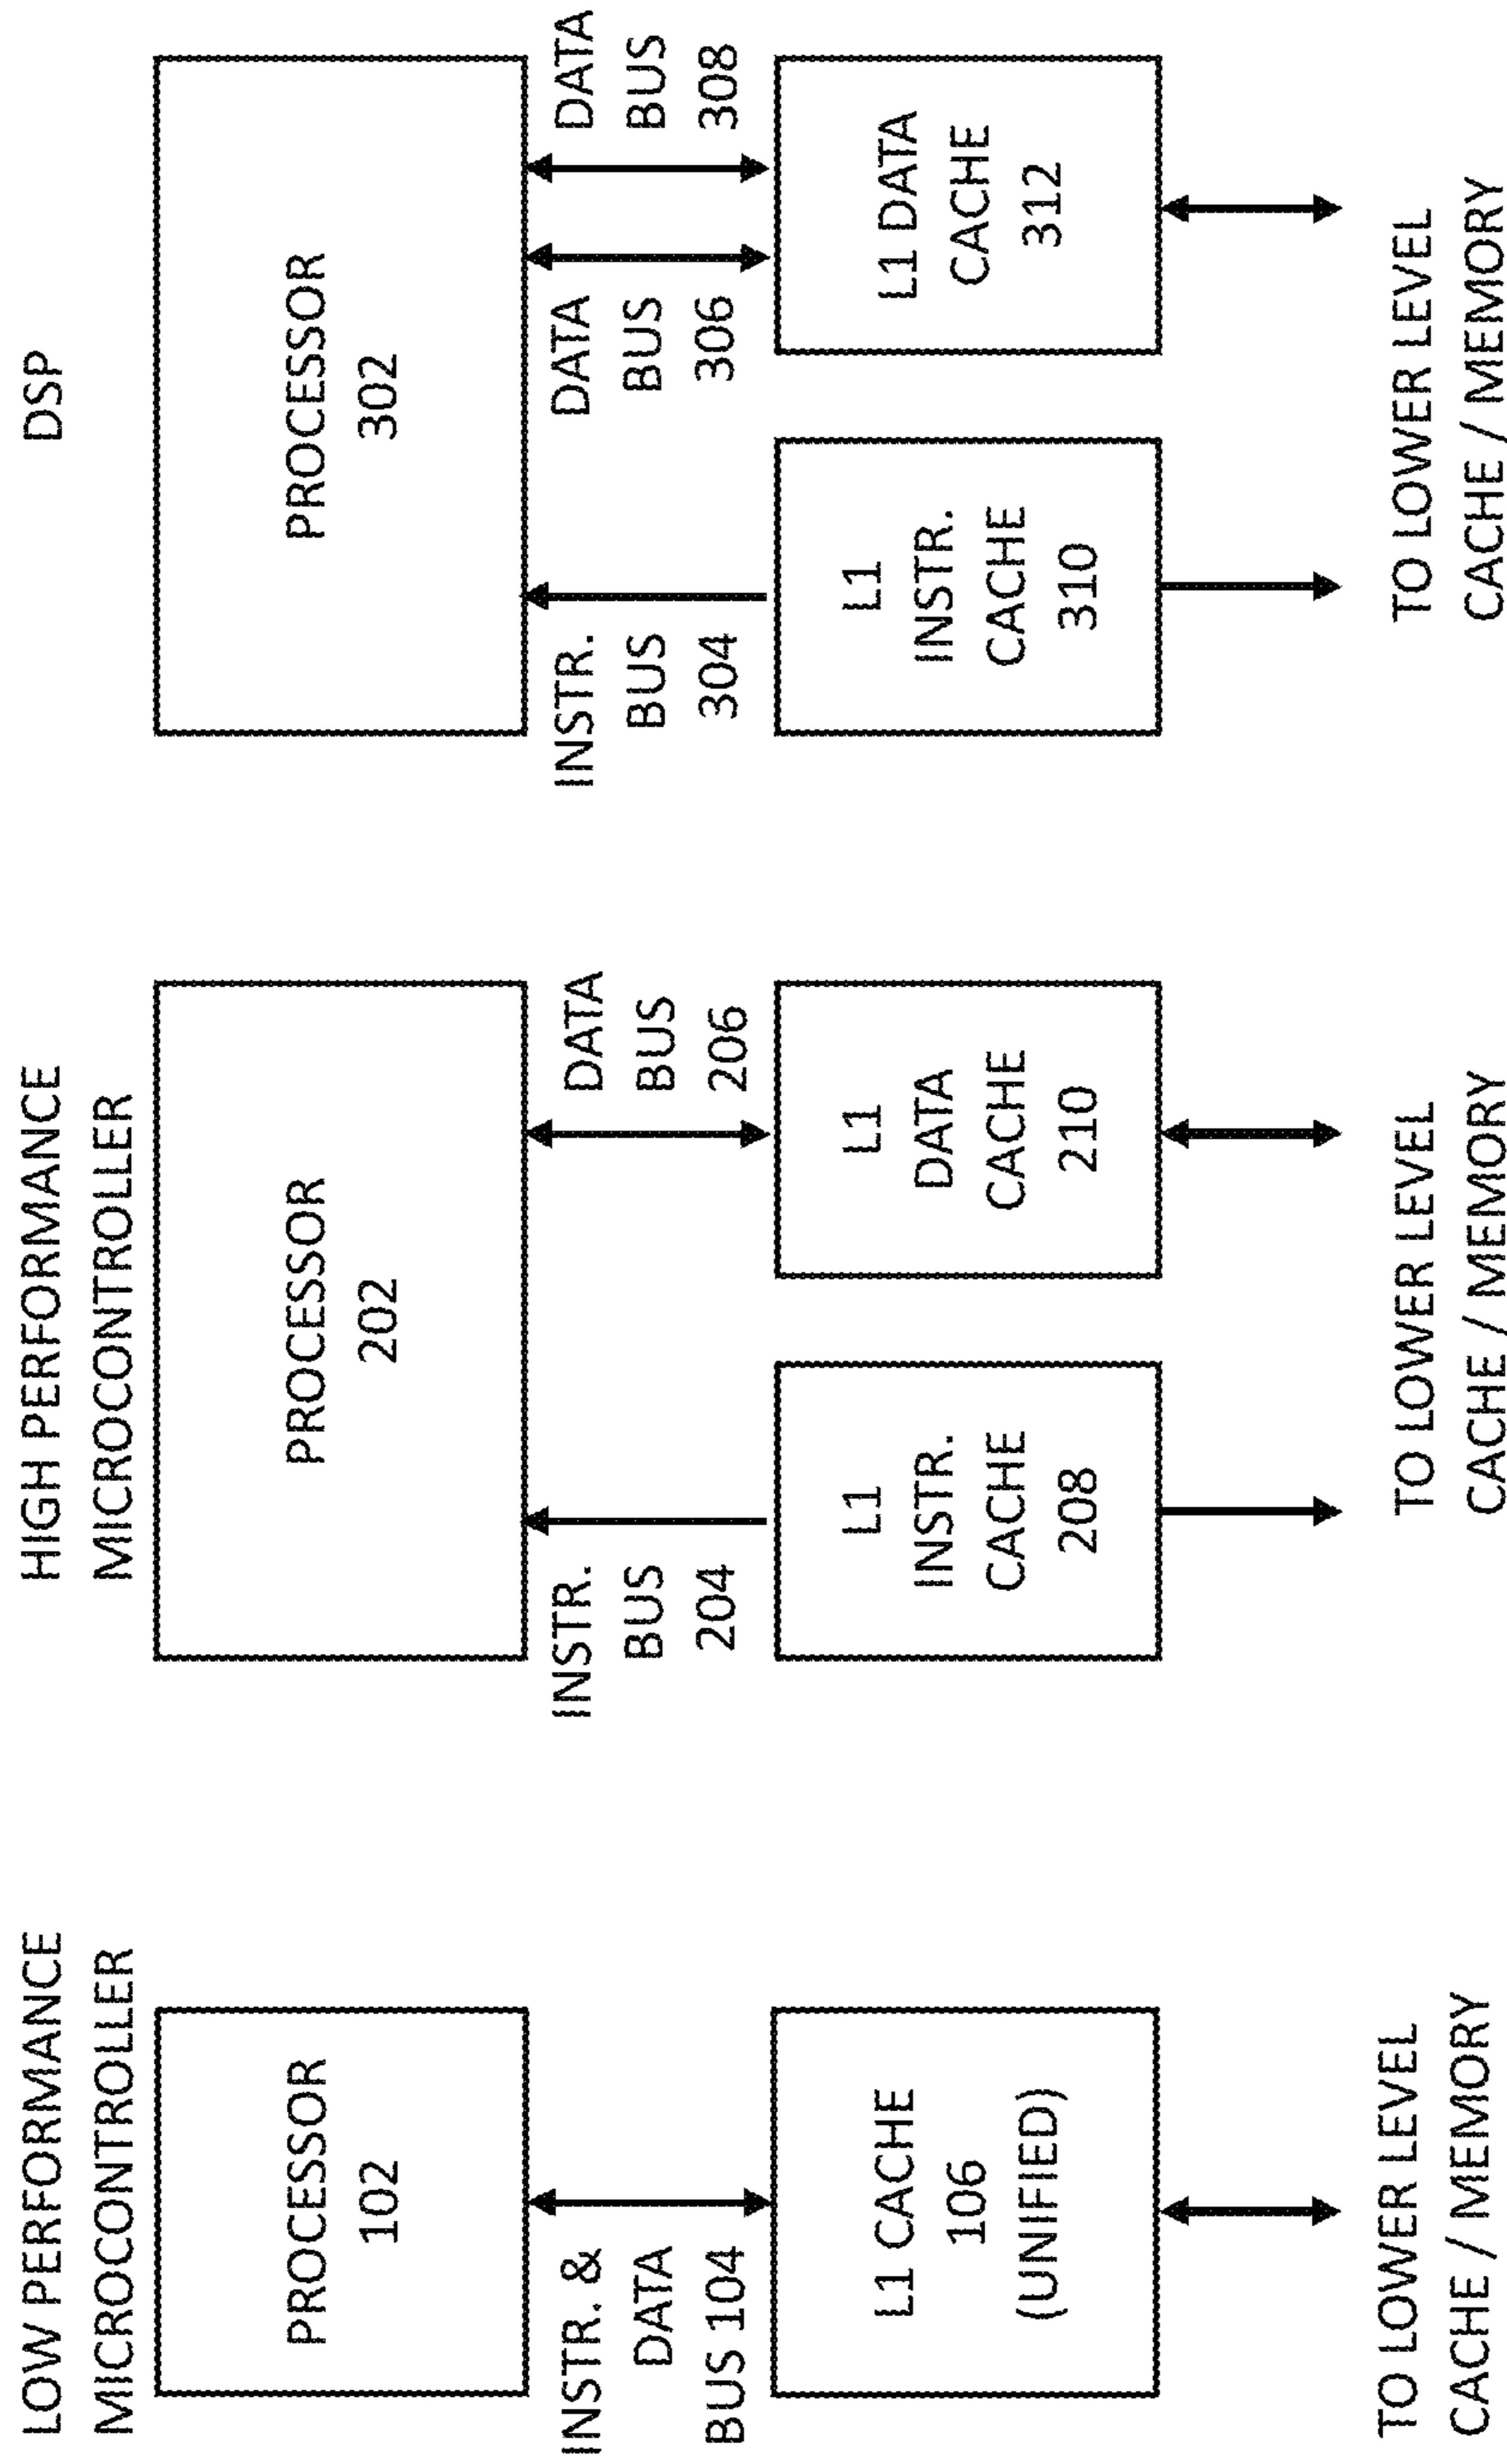 LOW PERFORMANCE
MICROCONTROLLER
PROCESSOR
102
INSTR. &
DATA
BUS 104
L1 CACHE
106
(UNIFIED)
TO LOWER LEVEL
CACHE / MEMORY
HIGH PERFORMANCE
MICROCONTROLLER
PROCESSOR
202
INSTR.
BUS
204
DATA
BUS
206
L1
INSTR.
CACHE
208
L1
DATA
CACHE
210
TO LOWER LEVEL
CACHE / MEMORY
DSP
PROCESSOR
302
INSTR.
BUS
304
DATA
BUS
306
DATA
BUS
308
L1
INSTR.
CACHE
310
L1 DATA
CACHE
312
TO LOWER LEVEL
CACHE / MEMORY